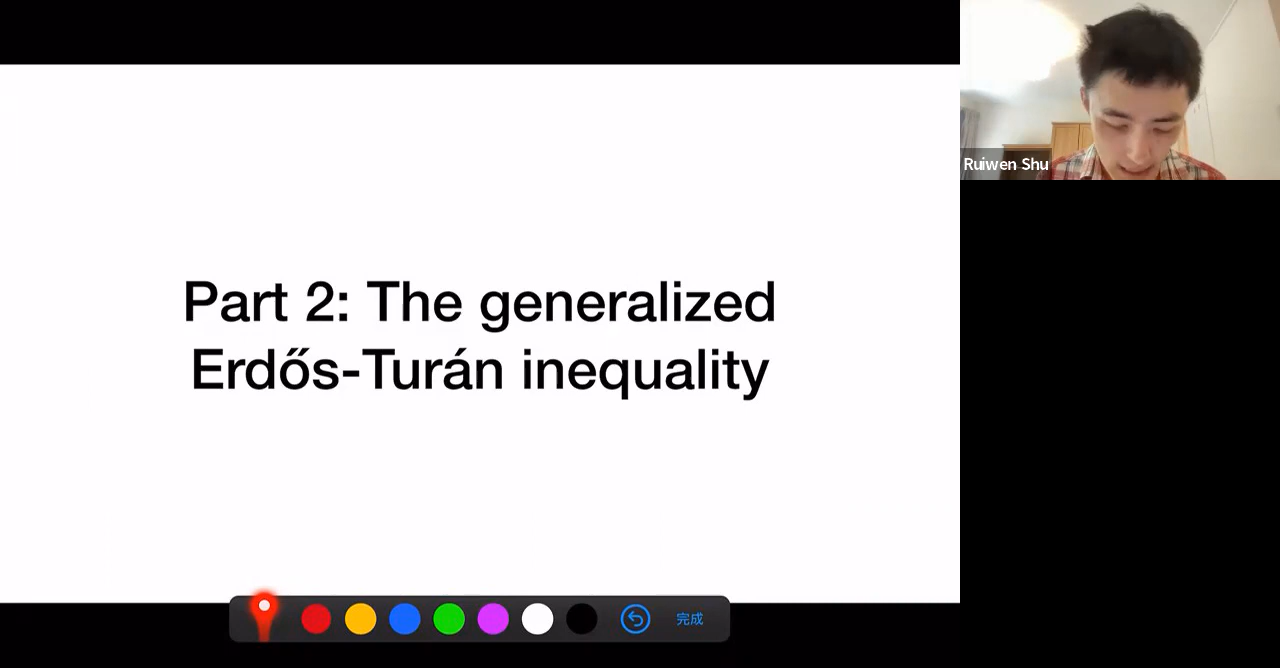 Part 2: The generalized
Erdős-Turán inequality
Ruiwen Shu
完成